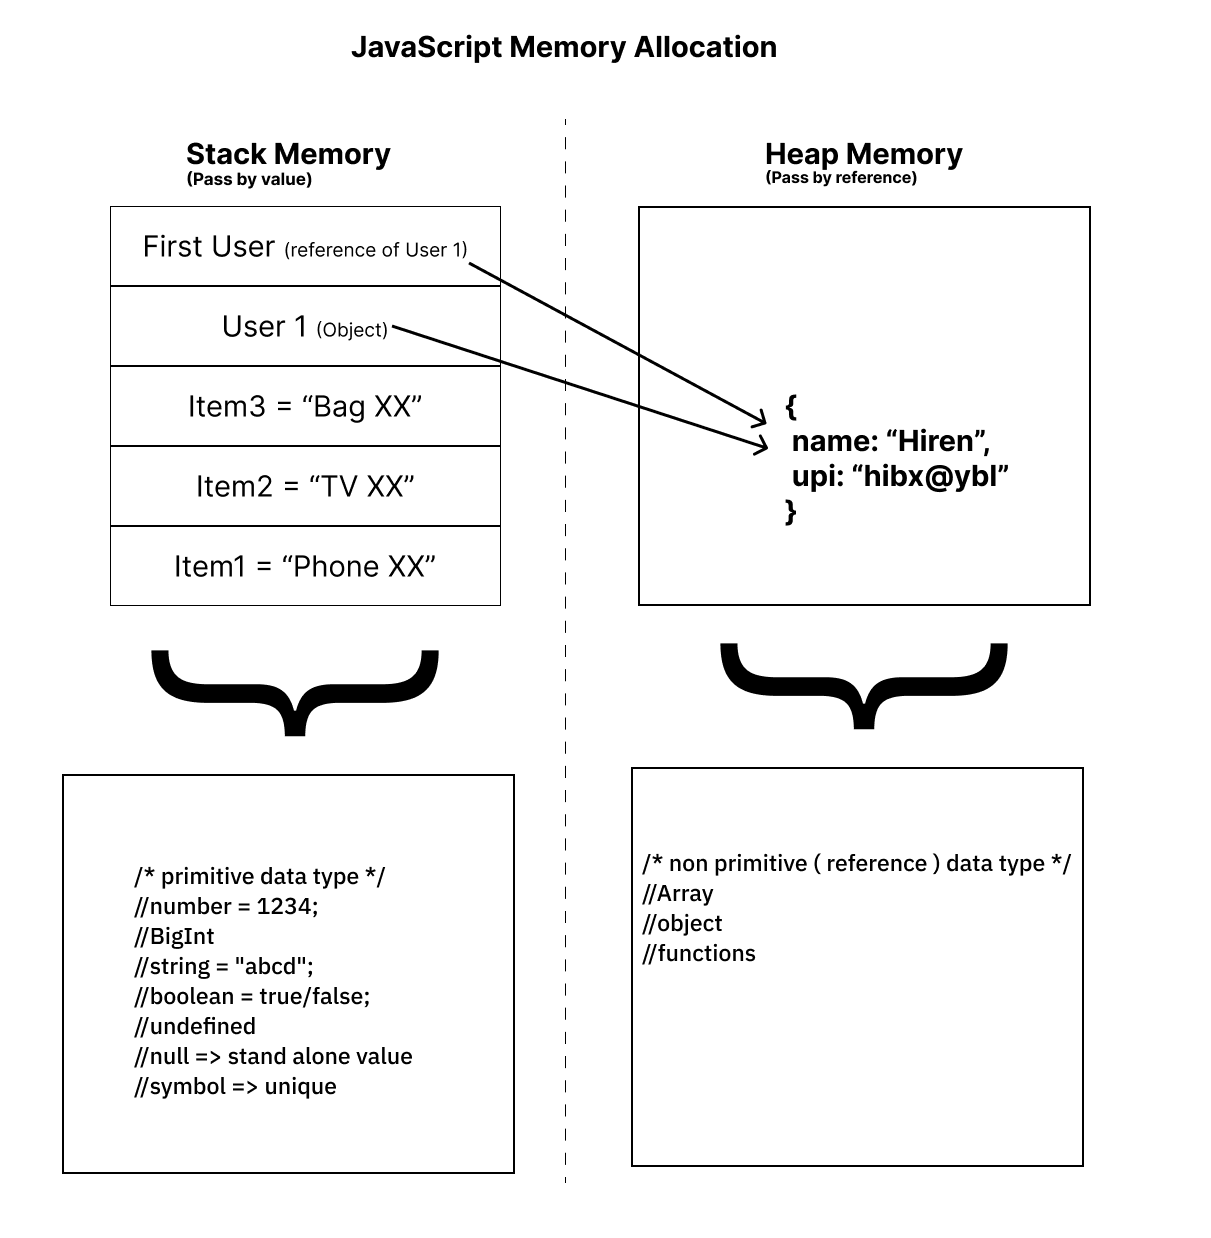 JavaScript Memory Allocation
Stack Memory
(Pass by value)
First User (reference of User 1)
User 1 (Object)
Item3 = “Bag XX”
Item2 = “TV XX”
Item1 = “Phone XX”
/* primitive data type */
//number = 1234;
//BigInt
//string = "abcd";
//boolean = true/false;
//undefined
//null => stand alone value
//symbol => unique
Heap Memory
(Pass by reference)
{
name: “Hiren”,
upi: “hibx@ybl”
}
/* non primitive ( reference ) data type */
//Array
//object
//functions